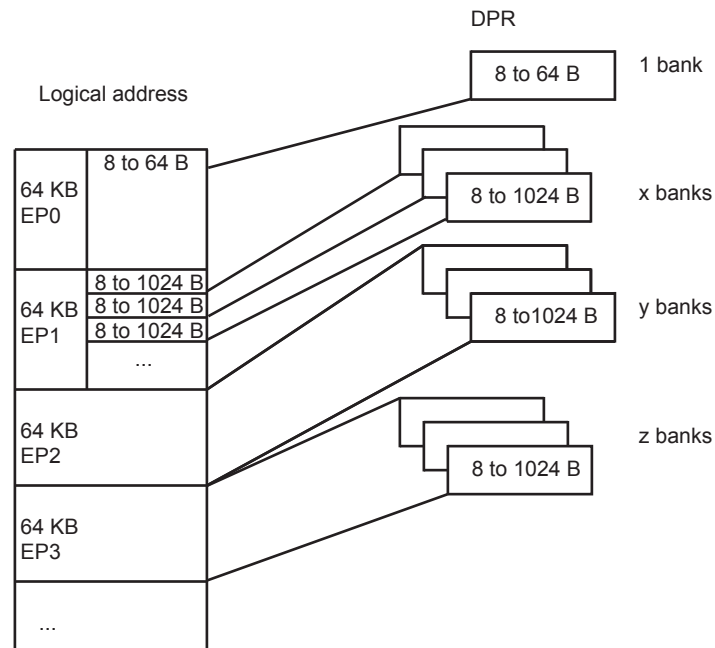 DPR
8 to 64 B
1 bank
Logical address
8 to 64 B
64 KB
EP0
8 to 1024 B
x banks
64 KB
EP1
8 to 1024 B
8 to 1024 B
8 to 1024 B
...
8 to1024 B
y banks
64 KB
EP2
8 to 1024 B
z banks
64 KB
EP3
...